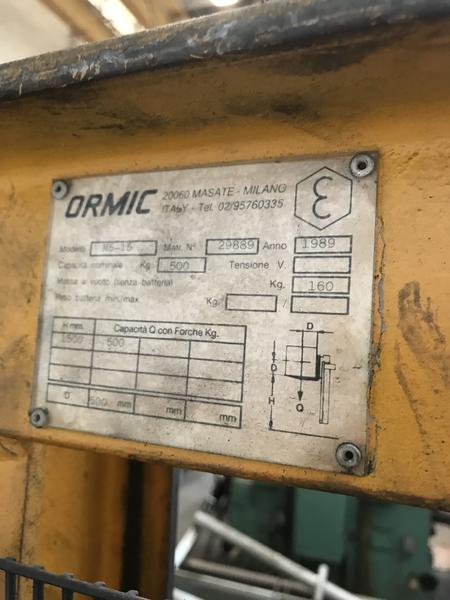 ORMIC 20060 MASATE - MILANO
ITALY - Tel. 02/95760335
Modello M5-15 Matr. N° 29889 Anno 1989
Capacità nominale Kg. 500 Tensione V.
Massa a vuoto (senza batteria) Kg. 160
Peso batteria min/max Kg. /
H mm. Capacità Q con Forche Kg.
1500 500
D 500 mm mm mm
D
D
H
Q